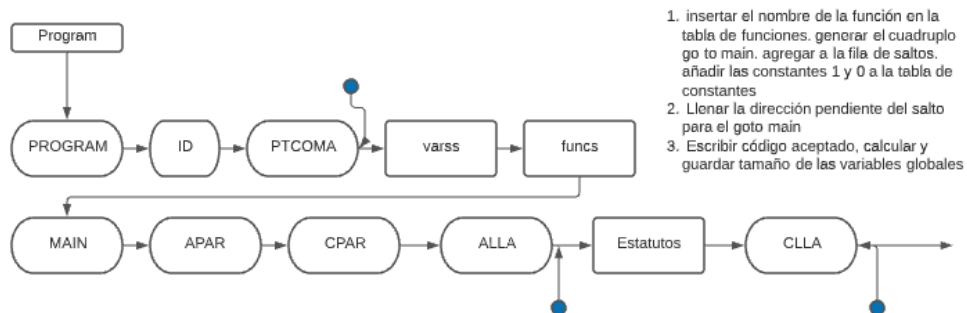 Program
PROGRAM
ID
PTCOMA
varss
funcs
MAIN
APAR
CPAR
ALLA
Estatutos
CLLA
1. insertar el nombre de la función en la
tabla de funciones. generar el cuadruplo
go to main. agregar a la fila de saltos.
añadir las constantes 1 y 0 a la tabla de
constantes
2. Llenar la dirección pendiente del salto
para el goto main
3. Escribir código aceptado, calcular y
guardar tamaño de las variables globales